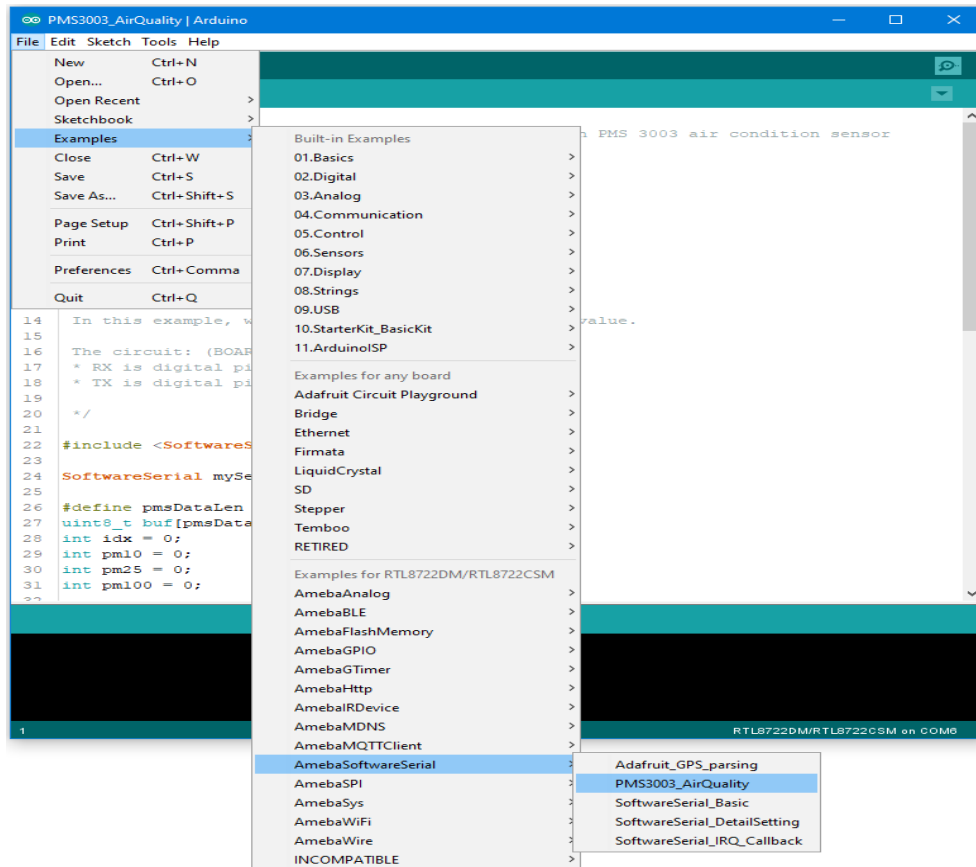 PMS3003_AirQuality | Arduino
File Edit Sketch Tools Help
New Ctrl+N
Open... Ctrl+O
Open Recent >
Sketchbook >
Examples >
Close Ctrl+W
Save Ctrl+S
Save As... Ctrl+Shift+S
Page Setup Ctrl+Shift+P
Print Ctrl+P
Preferences Ctrl+Comma
Quit Ctrl+Q
Built-in Examples
01.Basics >
02.Digital >
03.Analog >
04.Communication >
05.Control >
06.Sensors >
07.Display >
08.Strings >
09.USB >
10.StarterKit_BasicKit >
11.ArduinoISP >
Examples for any board
Adafruit Circuit Playground >
Bridge >
Ethernet >
Firmata >
LiquidCrystal >
SD >
Stepper >
Temboo >
RETIRED >
Examples for RTL8722DM/RTL8722CSM
AmebaAnalog >
AmebaBLE >
AmebaFlashMemory >
AmebaGPIO >
AmebaGTimer >
AmebaHttp >
AmebaIRDevice >
AmebaMDNS >
AmebaMQTTClient >
AmebaSoftwareSerial >
AmebaSPI >
AmebaSys >
AmebaWiFi >
AmebaWire >
INCOMPATIBLE >
Adafruit_GPS_parsing
PMS3003_AirQuality
SoftwareSerial_Basic
SoftwareSerial_DetailSetting
SoftwareSerial_IRQ_Callback
n PMS 3003 air condition sensor
14 In this example, w value.
15
16 The circuit: (BOAR
17 * RX is digital pi
18 * TX is digital pi
19
20 */
21
22 #include <SoftwareS
23
24 SoftwareSerial mySe
25
26 #define pmsDataLen
27 uint8_t buf[pmsData
28 int idx = 0;
29 int pm10 = 0;
30 int pm25 = 0;
31 int pm100 = 0;
1 RTL8722DM/RTL8722CSM on COM6